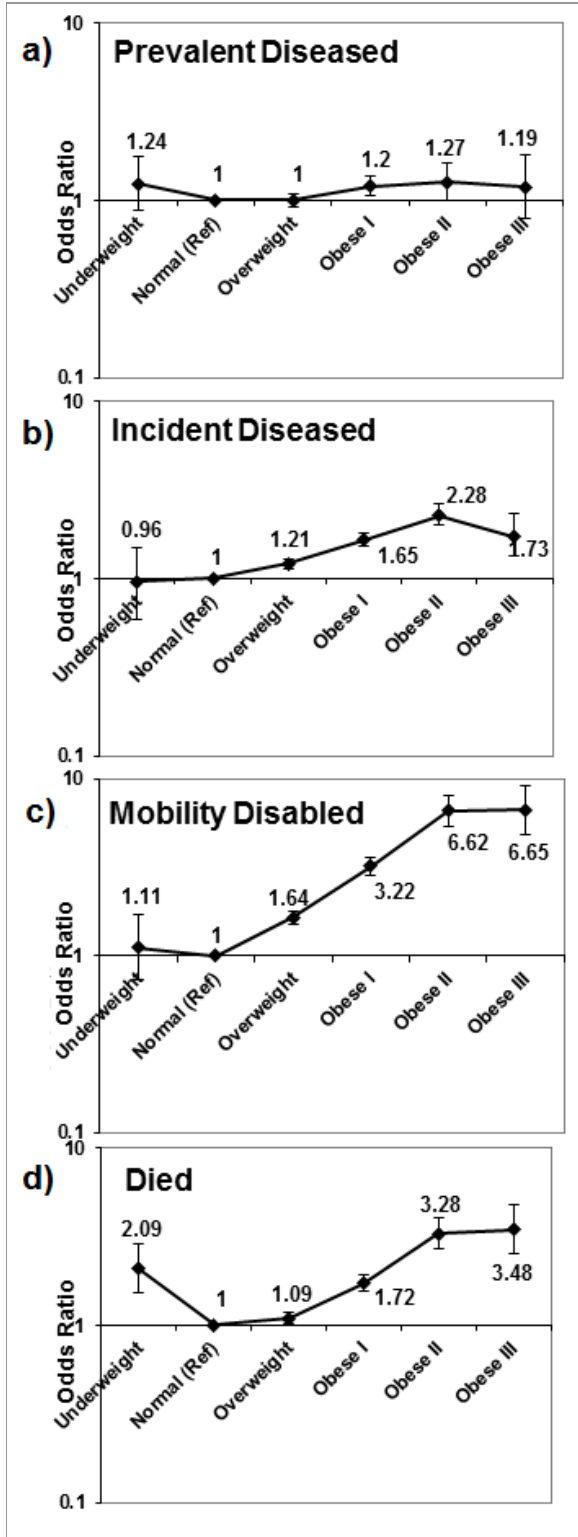 a)
Prevalent Diseased
Odds Ratio
10
1
0.1
1.24
1
1
1.2
1.27
1.19
Underweight
Normal (Ref)
Overweight
Obese I
Obese II
Obese III
b)
Incident Diseased
Odds Ratio
10
1
0.1
0.96
1
1.21
1.65
2.28
1.73
Underweight
Normal (Ref)
Overweight
Obese I
Obese II
Obese III
c)
Mobility Disabled
Odds Ratio
10
1
0.1
1.11
1
1.64
3.22
6.62
6.65
Underweight
Normal (Ref)
Overweight
Obese I
Obese II
Obese III
d)
Died
Odds Ratio
10
1
0.1
2.09
1
1.09
1.72
3.28
3.48
Underweight
Normal (Ref)
Overweight
Obese I
Obese II
Obese III